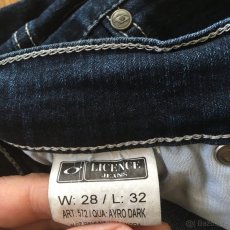 LICENCE
JEANS
W: 28 / L: 32
ART: 572 / QUA: AYRO DARK